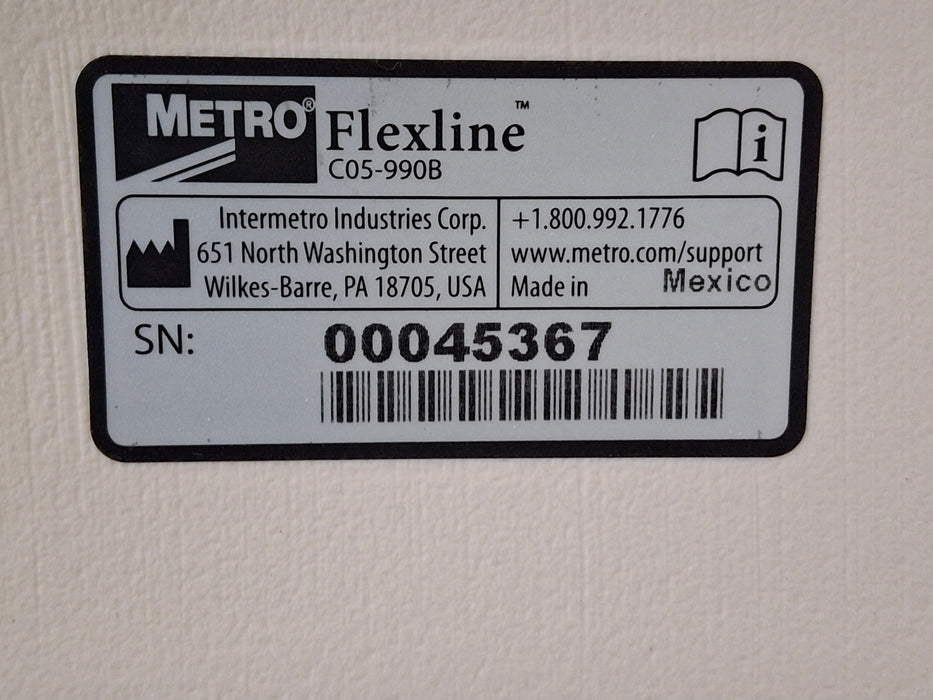 METRO® Flexline™
C05-990B
i
Intermetro Industries Corp.
651 North Washington Street
Wilkes-Barre, PA 18705, USA
+1.800.992.1776
www.metro.com/support
Made in Mexico
SN: 00045367